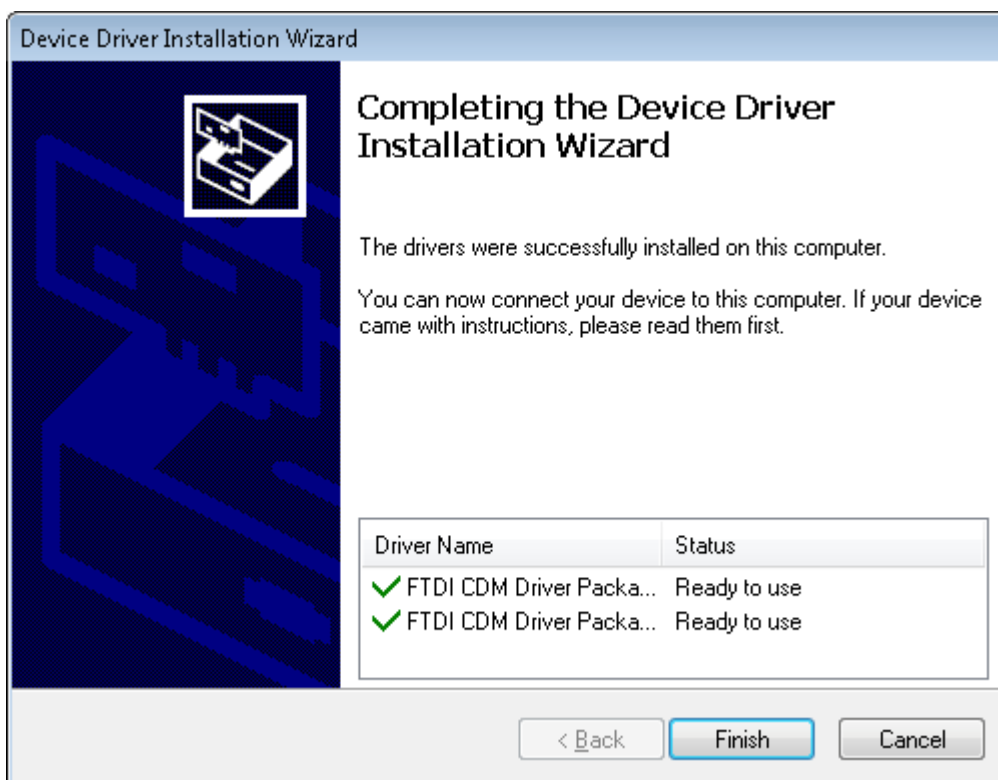 Device Driver Installation Wizard
Completing the Device Driver
Installation Wizard
The drivers were successfully installed on this computer.
You can now connect your device to this computer. If your device
came with instructions, please read them first.
Driver Name Status
FTDI CDM Driver Packa... Ready to use
FTDI CDM Driver Packa... Ready to use
< Back Finish Cancel